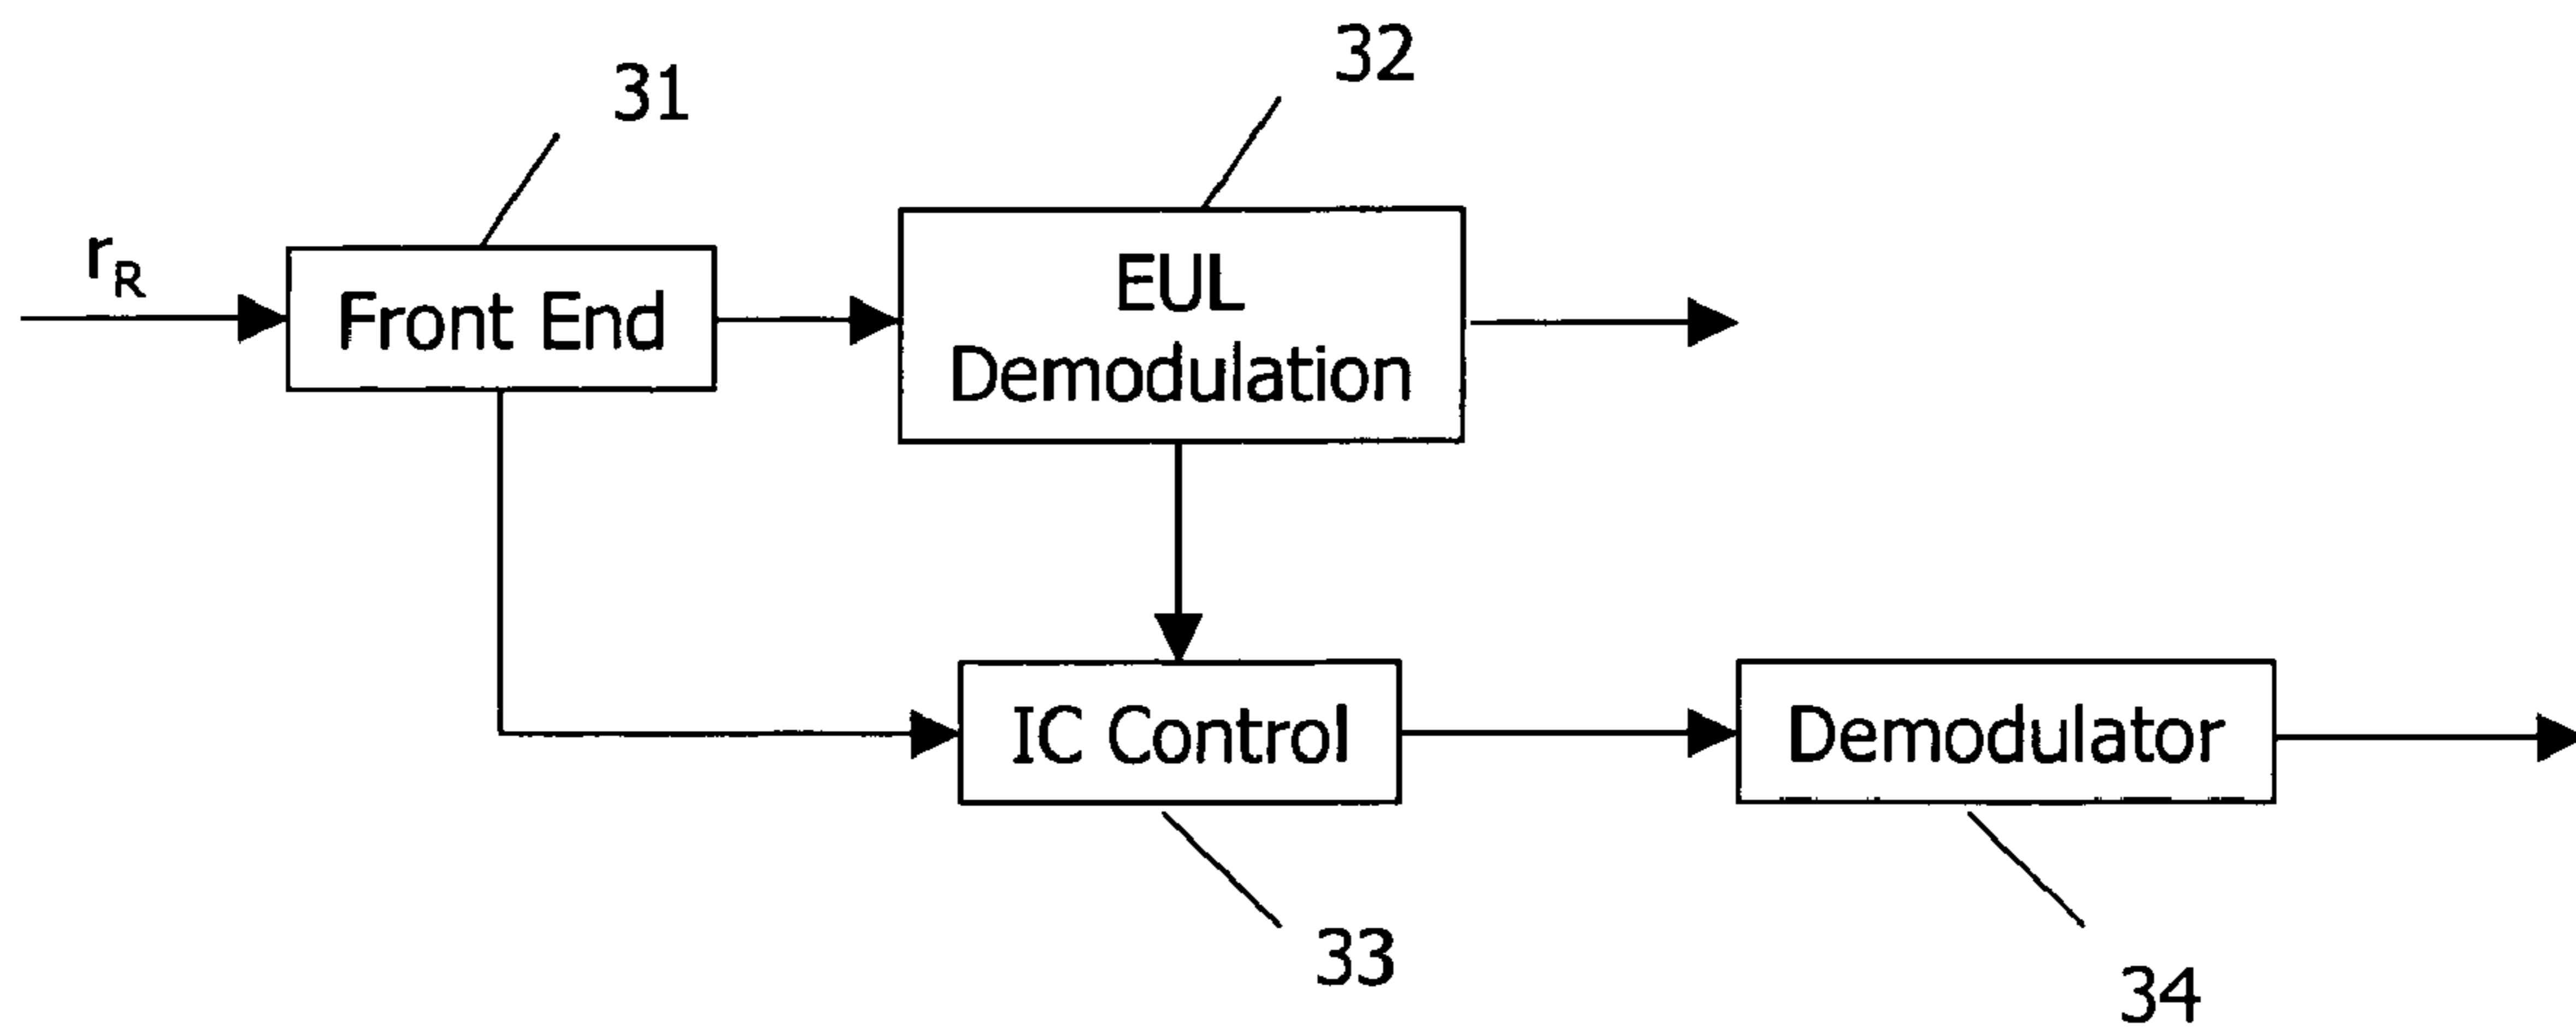 32
31
r_R
Front End
EUL
Demodulation
IC Control
Demodulator
33
34